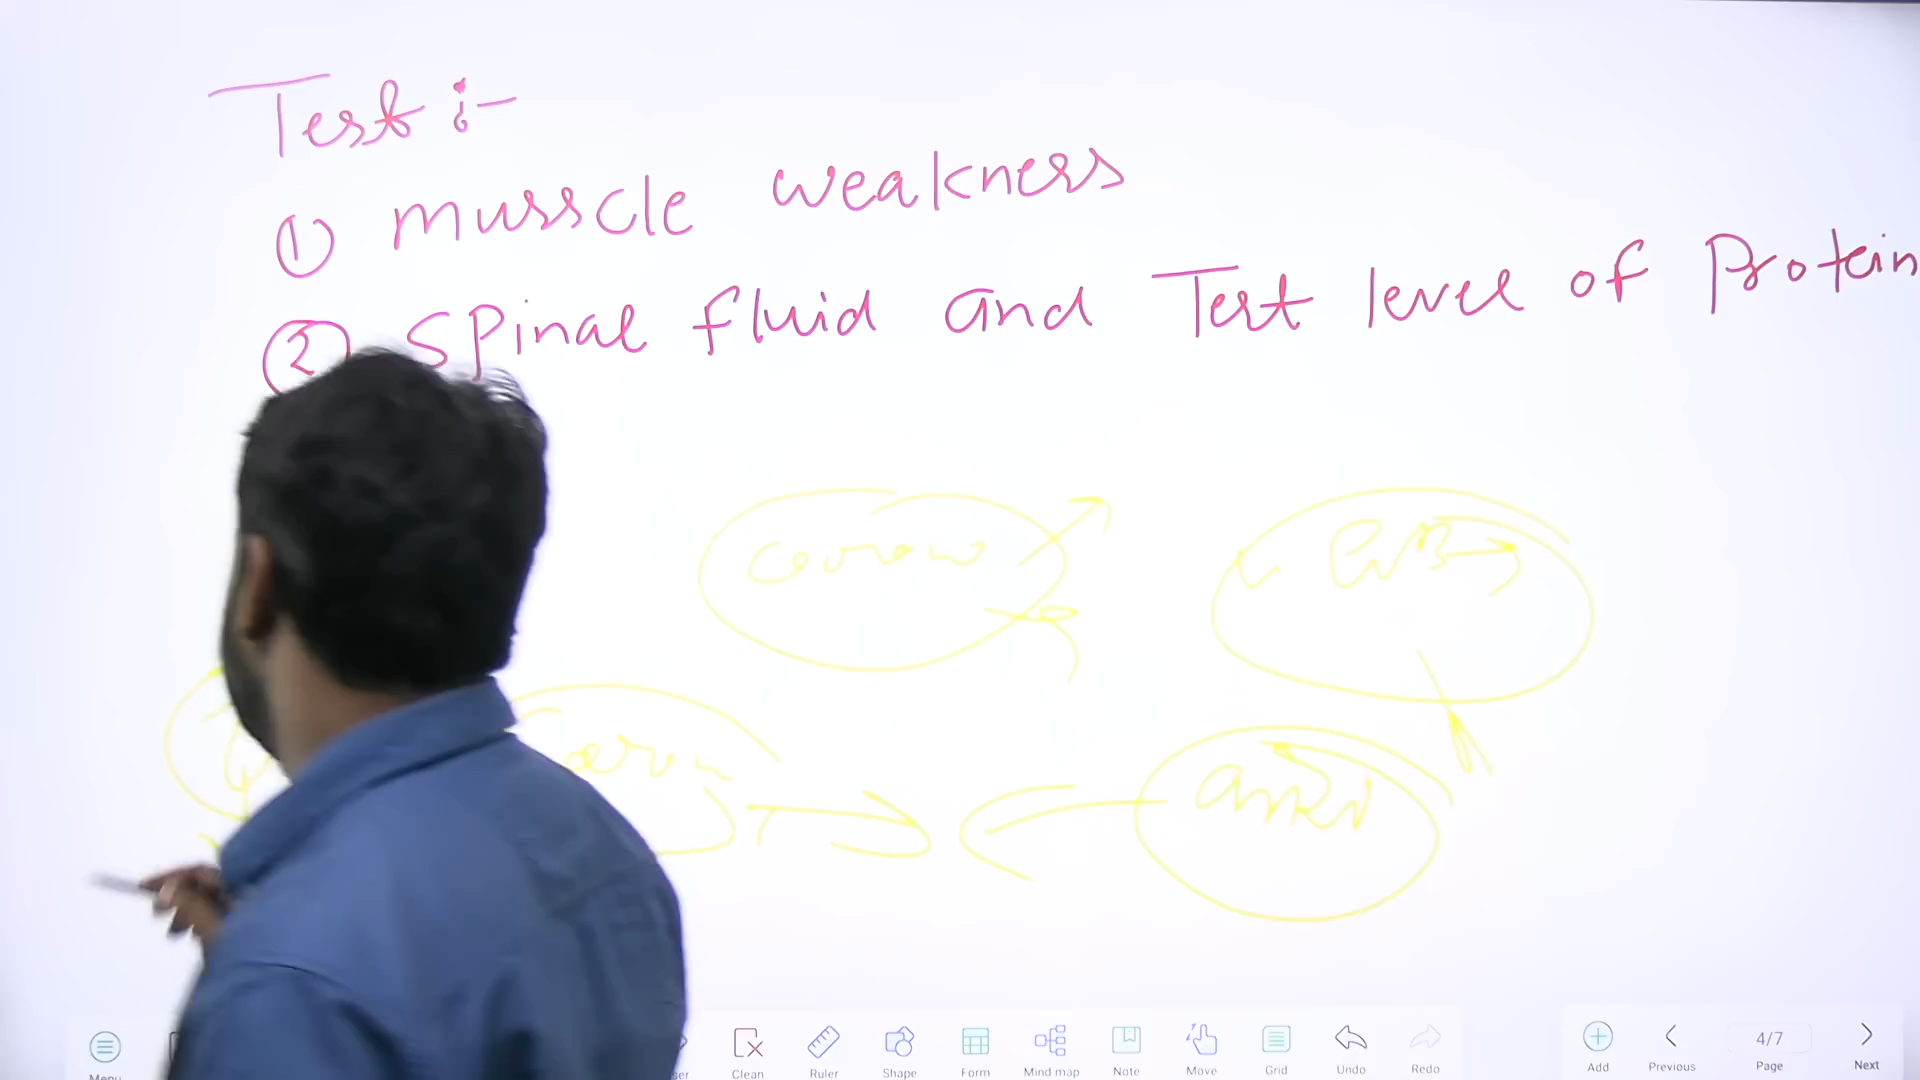 Test :-
① musscle weakness
② Spinal fluid and Test level of Protein
Clean Ruler Shape Form Mind map Note Move Grid Undo Redo Add Previous 4/7 Page Next